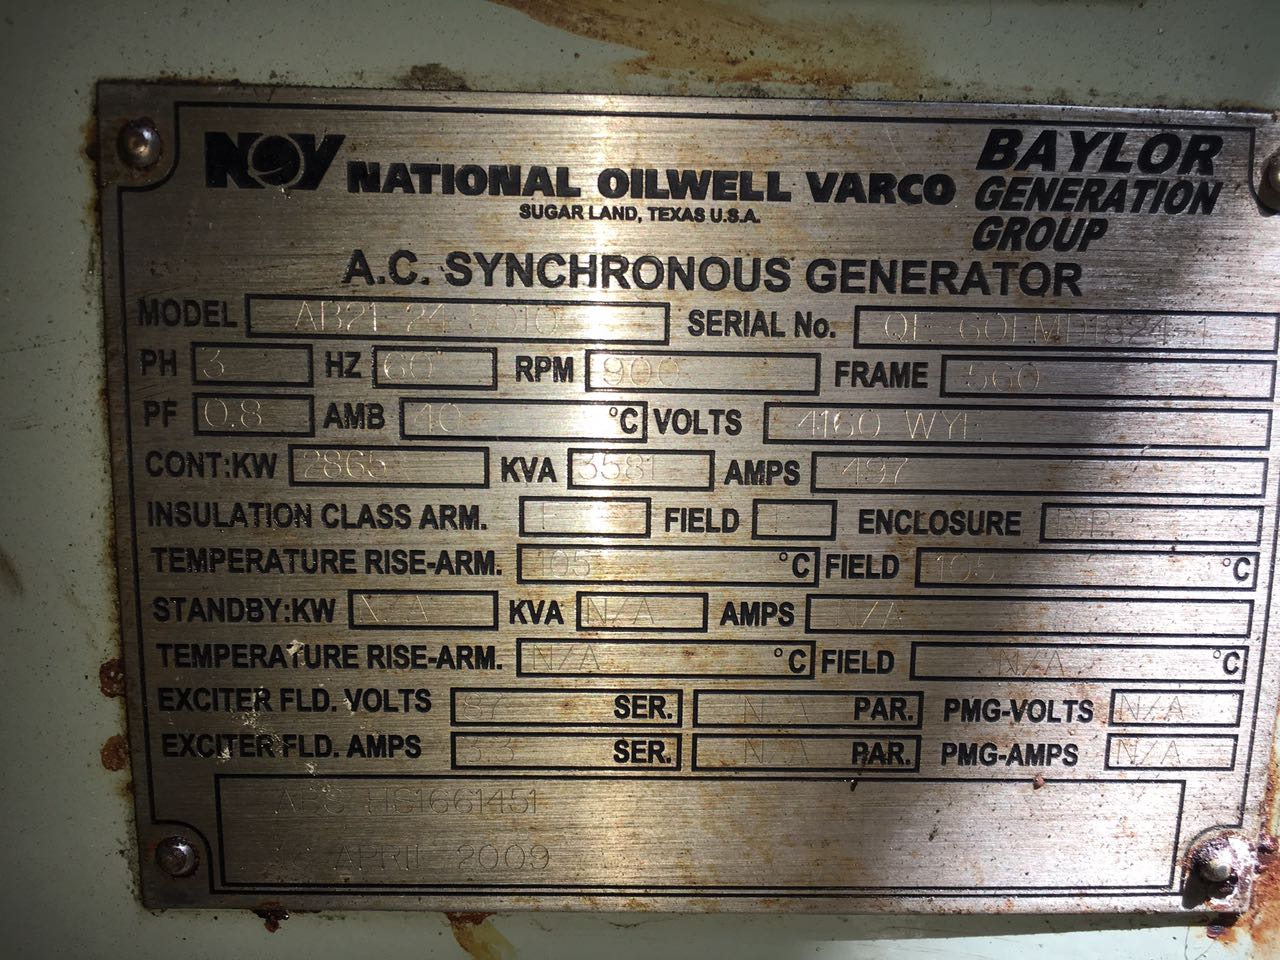 NOV NATIONAL OILWELL VARCO BAYLOR
GENERATION
GROUP
SUGAR LAND, TEXAS U.S.A.
A.C. SYNCHRONOUS GENERATOR
MODEL SERIAL No.
PH 3 HZ 60 RPM 900 FRAME 560
PF 0.8 AMB 40 °C VOLTS 4160 WYE
CONT:KW 2865 KVA 3581 AMPS 497
INSULATION CLASS ARM. F FIELD F ENCLOSURE
TEMPERATURE RISE-ARM. 105 °C FIELD 105 °C
STANDBY:KW N/A KVA N/A AMPS N/A
TEMPERATURE RISE-ARM. N/A °C FIELD N/A °C
EXCITER FLD. VOLTS 87 SER. N/A PAR. PMG-VOLTS N/A
EXCITER FLD. AMPS 3.3 SER. N/A PAR. PMG-AMPS N/A
ABS HS1661451
APRIL 2009